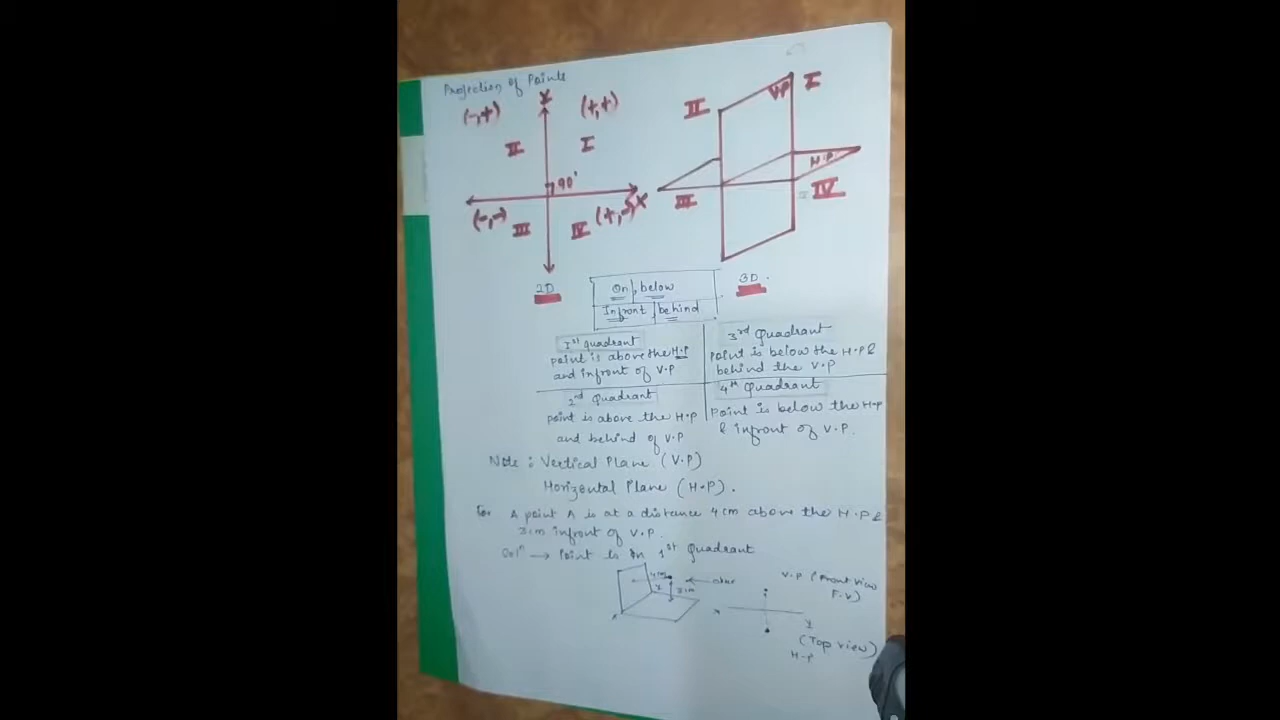 Projection of Points
Y
(-,+)
(+,+)
II
I
90°
X
(-,-)
III
IV
(+,-)
2D
I
V.P
II
H.P
III
IV
3D.
On, below
Infront, behind
1st quadrant
point is above the H.P
and infront of V.P
3rd Quadrant
Point is below the H.P &
behind the V.P
2nd Quadrant
point is above the H.P
and behind of V.P
4th Quadrant
Point is below the H.P
& infront of V.P.
Note : Vertical Plane (V.P)
Horizontal Plane (H.P).
A point A is at a distance 4cm above the H.P &
3cm infront of V.P.
Soln → Point is in 1st Quadrant
4cm
3cm
V.P (Front view
F.V)
X
Y
(Top view)
H.P